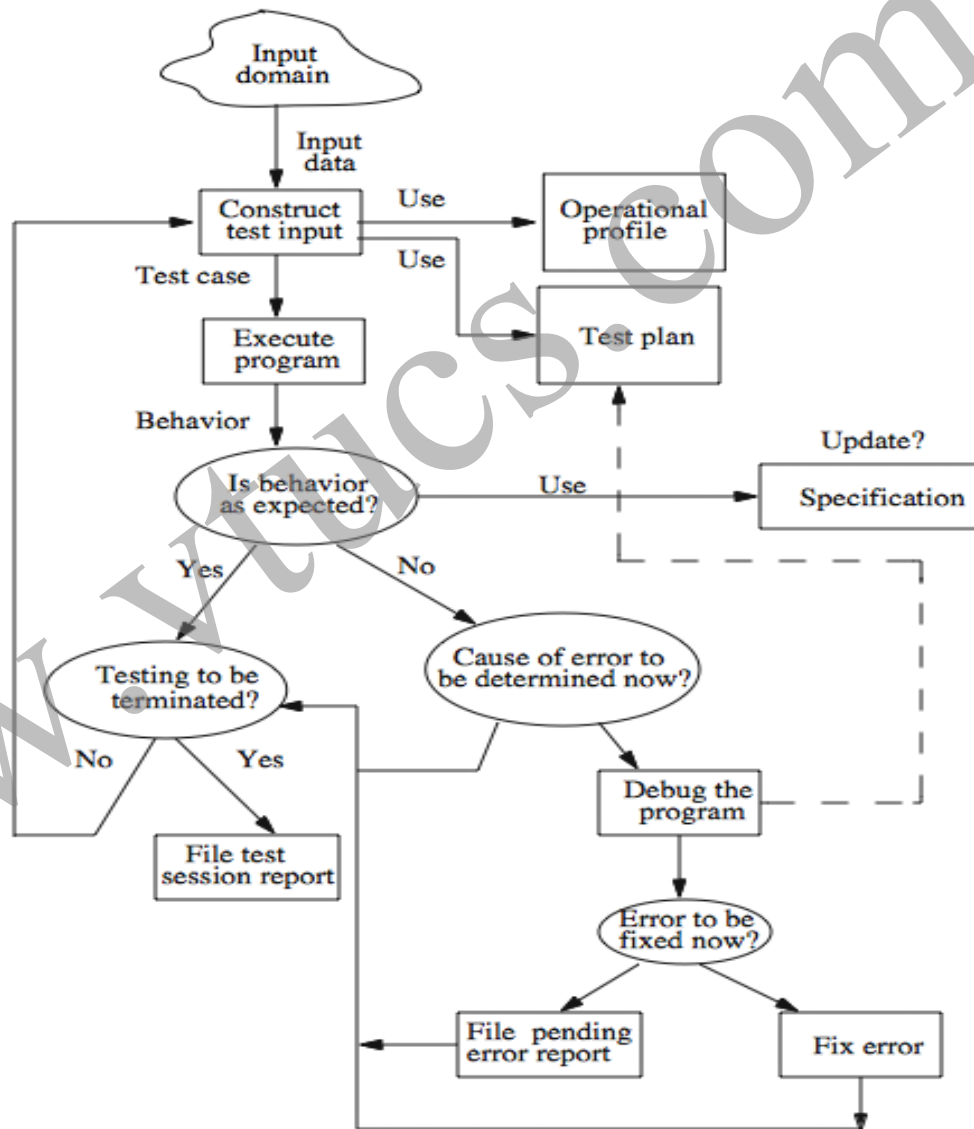 Input
domain
Input
data
Construct
test input
Use
Operational
profile
Use
Test case
Test plan
Execute
program
Behavior
Update?
Is behavior
as expected?
Use
Specification
Yes
No
Testing to be
terminated?
Cause of error to
be determined now?
No
Yes
Debug the
program
File test
session report
Error to be
fixed now?
File pending
error report
Fix error
w.vtucs.com